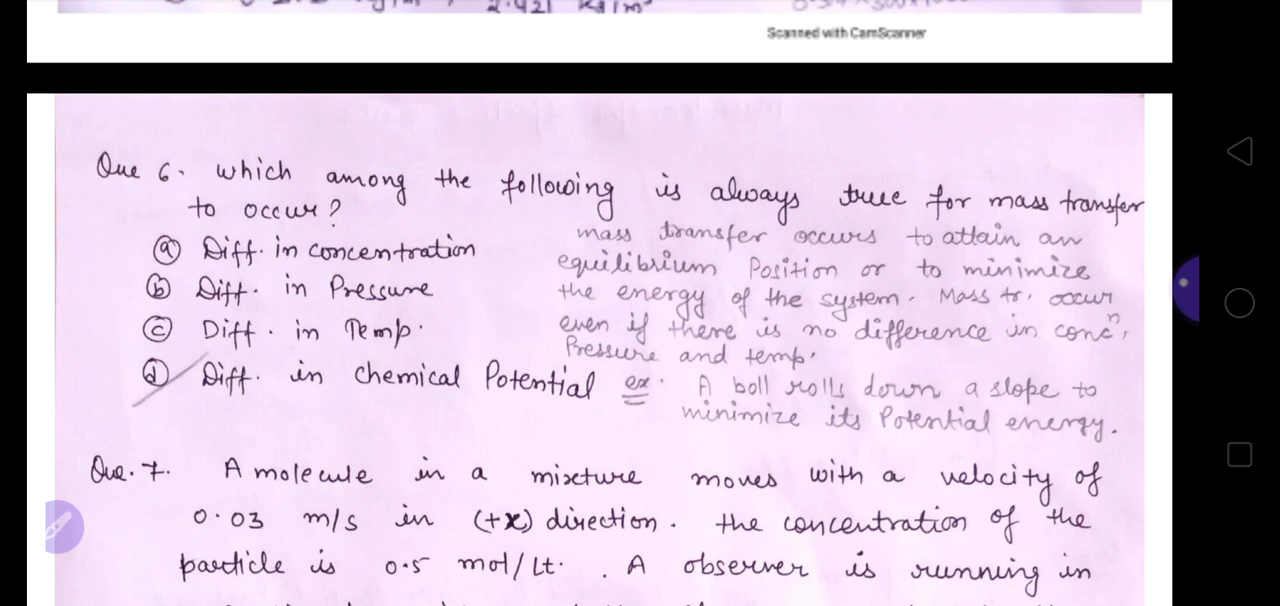 2.421 kg/m³
Scanned with CamScanner
Que 6. which among the following is always true for mass transfer
to occur?
(a) Diff. in concentration
(b) Diff. in Pressure
(c) Diff. in Temp.
(d) Diff. in chemical Potential
mass transfer occurs to attain an
equilibrium Position or to minimize
the energy of the system. Mass tr. occur
even if there is no difference in concⁿ,
Pressure and temp.
ex. A boll rolls down a slope to
minimize its Potential energy.
Que. 7. A molecule in a mixture moves with a velocity of
0.03 m/s in (+x) direction. the concentration of the
particle is 0.5 mol/Lt. . A observer is running in